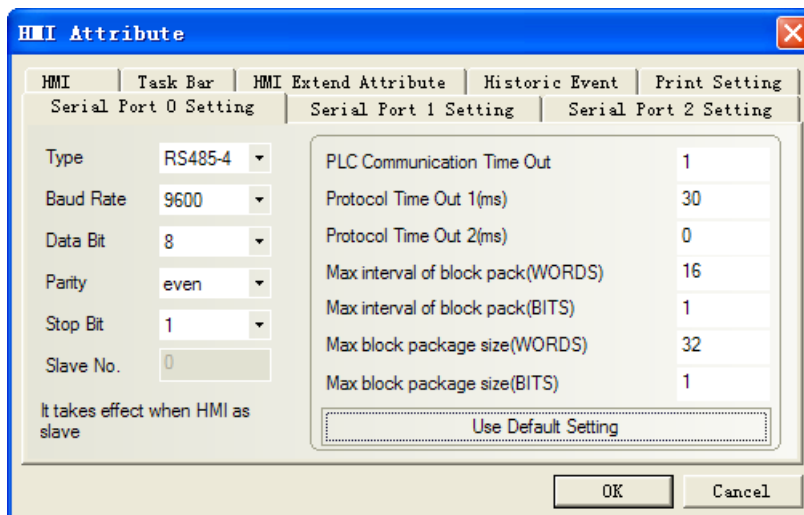 HMI Attribute
HMI Task Bar HMI Extend Attribute Historic Event Print Setting
Serial Port 0 Setting Serial Port 1 Setting Serial Port 2 Setting
Type RS485-4
Baud Rate 9600
Data Bit 8
Parity even
Stop Bit 1
Slave No. 0
It takes effect when HMI as
slave
PLC Communication Time Out 1
Protocol Time Out 1(ms) 30
Protocol Time Out 2(ms) 0
Max interval of block pack(WORDS) 16
Max interval of block pack(BITS) 1
Max block package size(WORDS) 32
Max block package size(BITS) 1
Use Default Setting
OK Cancel